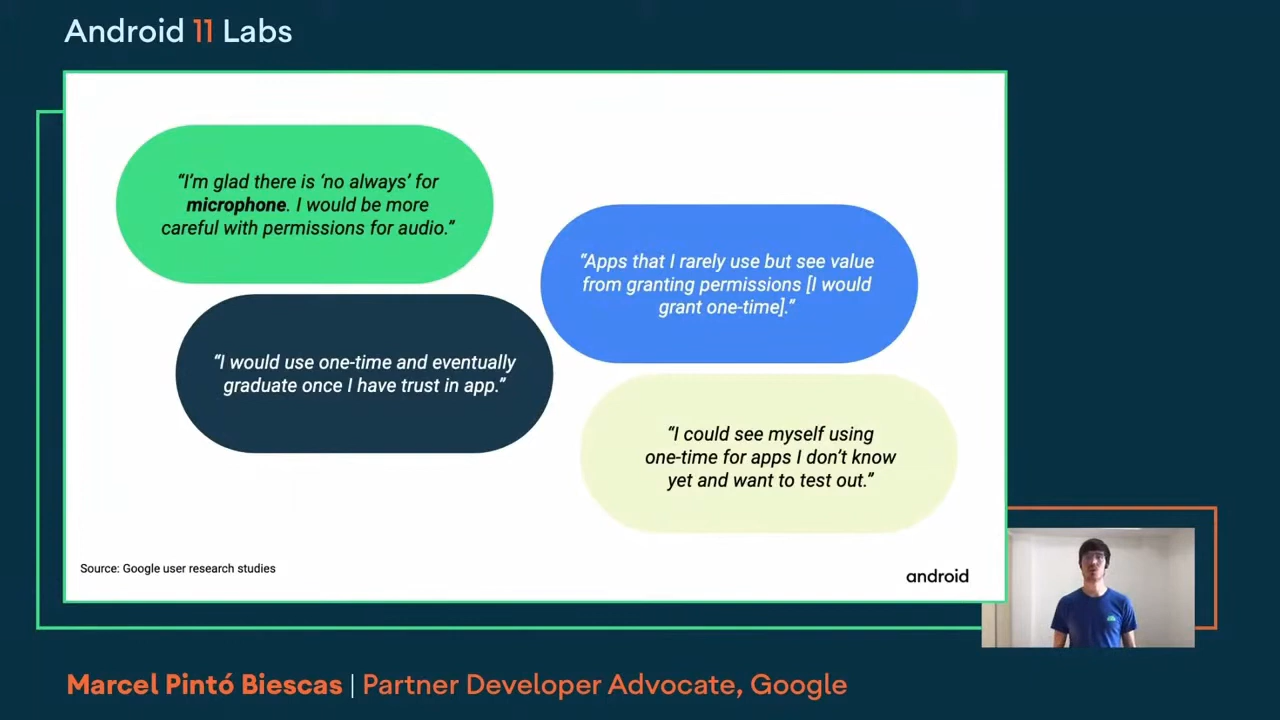 Android 11 Labs
“I’m glad there is ‘no always’ for
microphone. I would be more
careful with permissions for audio.”
“Apps that I rarely use but see value
from granting permissions [I would
grant one-time].”
“I would use one-time and eventually
graduate once I have trust in app.”
“I could see myself using
one-time for apps I don’t know
yet and want to test out.”
Source: Google user research studies
android
Marcel Pintó Biescas | Partner Developer Advocate, Google